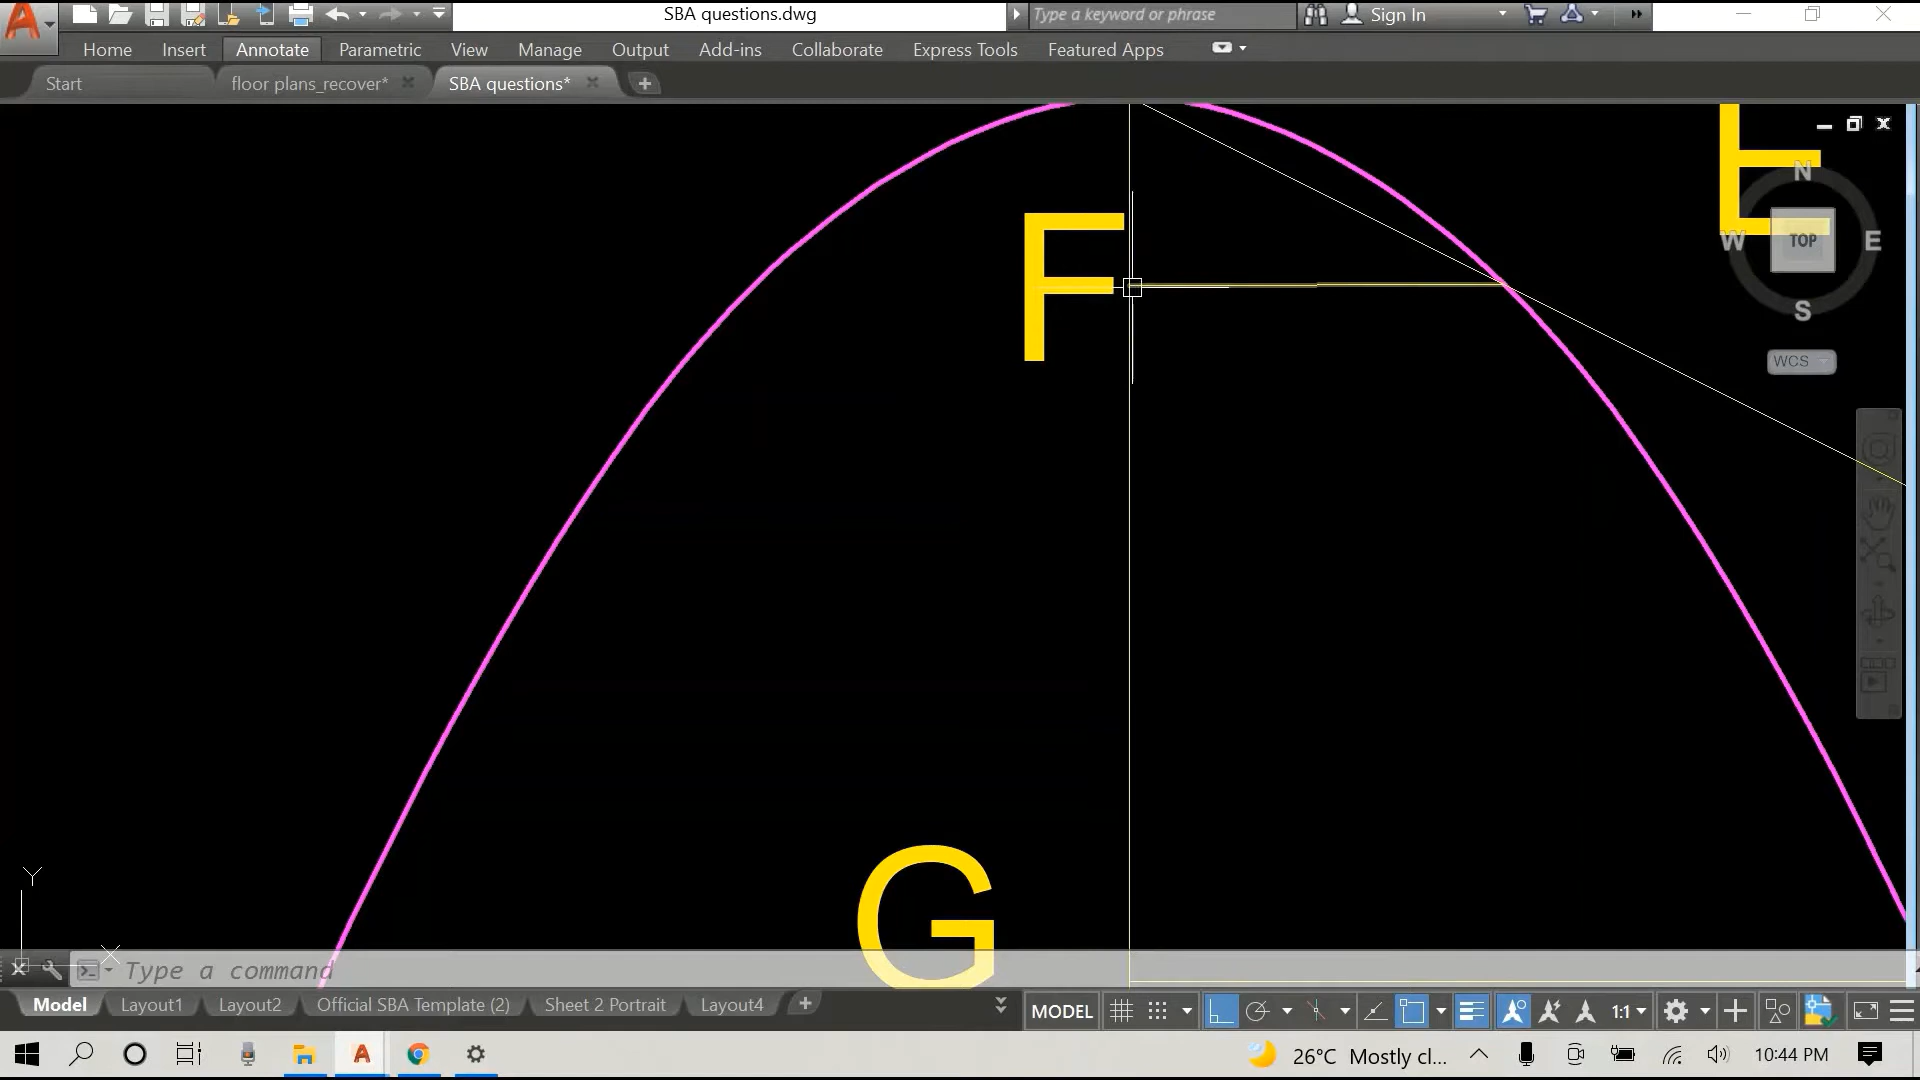 SBA questions.dwg
Type a keyword or phrase
Sign In
Home Insert Annotate Parametric View Manage Output Add-ins Collaborate Express Tools Featured Apps
Start floor plans_recover* SBA questions*
E
N
F
W TOP E
S
WCS
G
Y
X
Type a command
Model Layout1 Layout2 Official SBA Template (2) Sheet 2 Portrait Layout4
MODEL 1:1
26°C Mostly cl... 10:44 PM